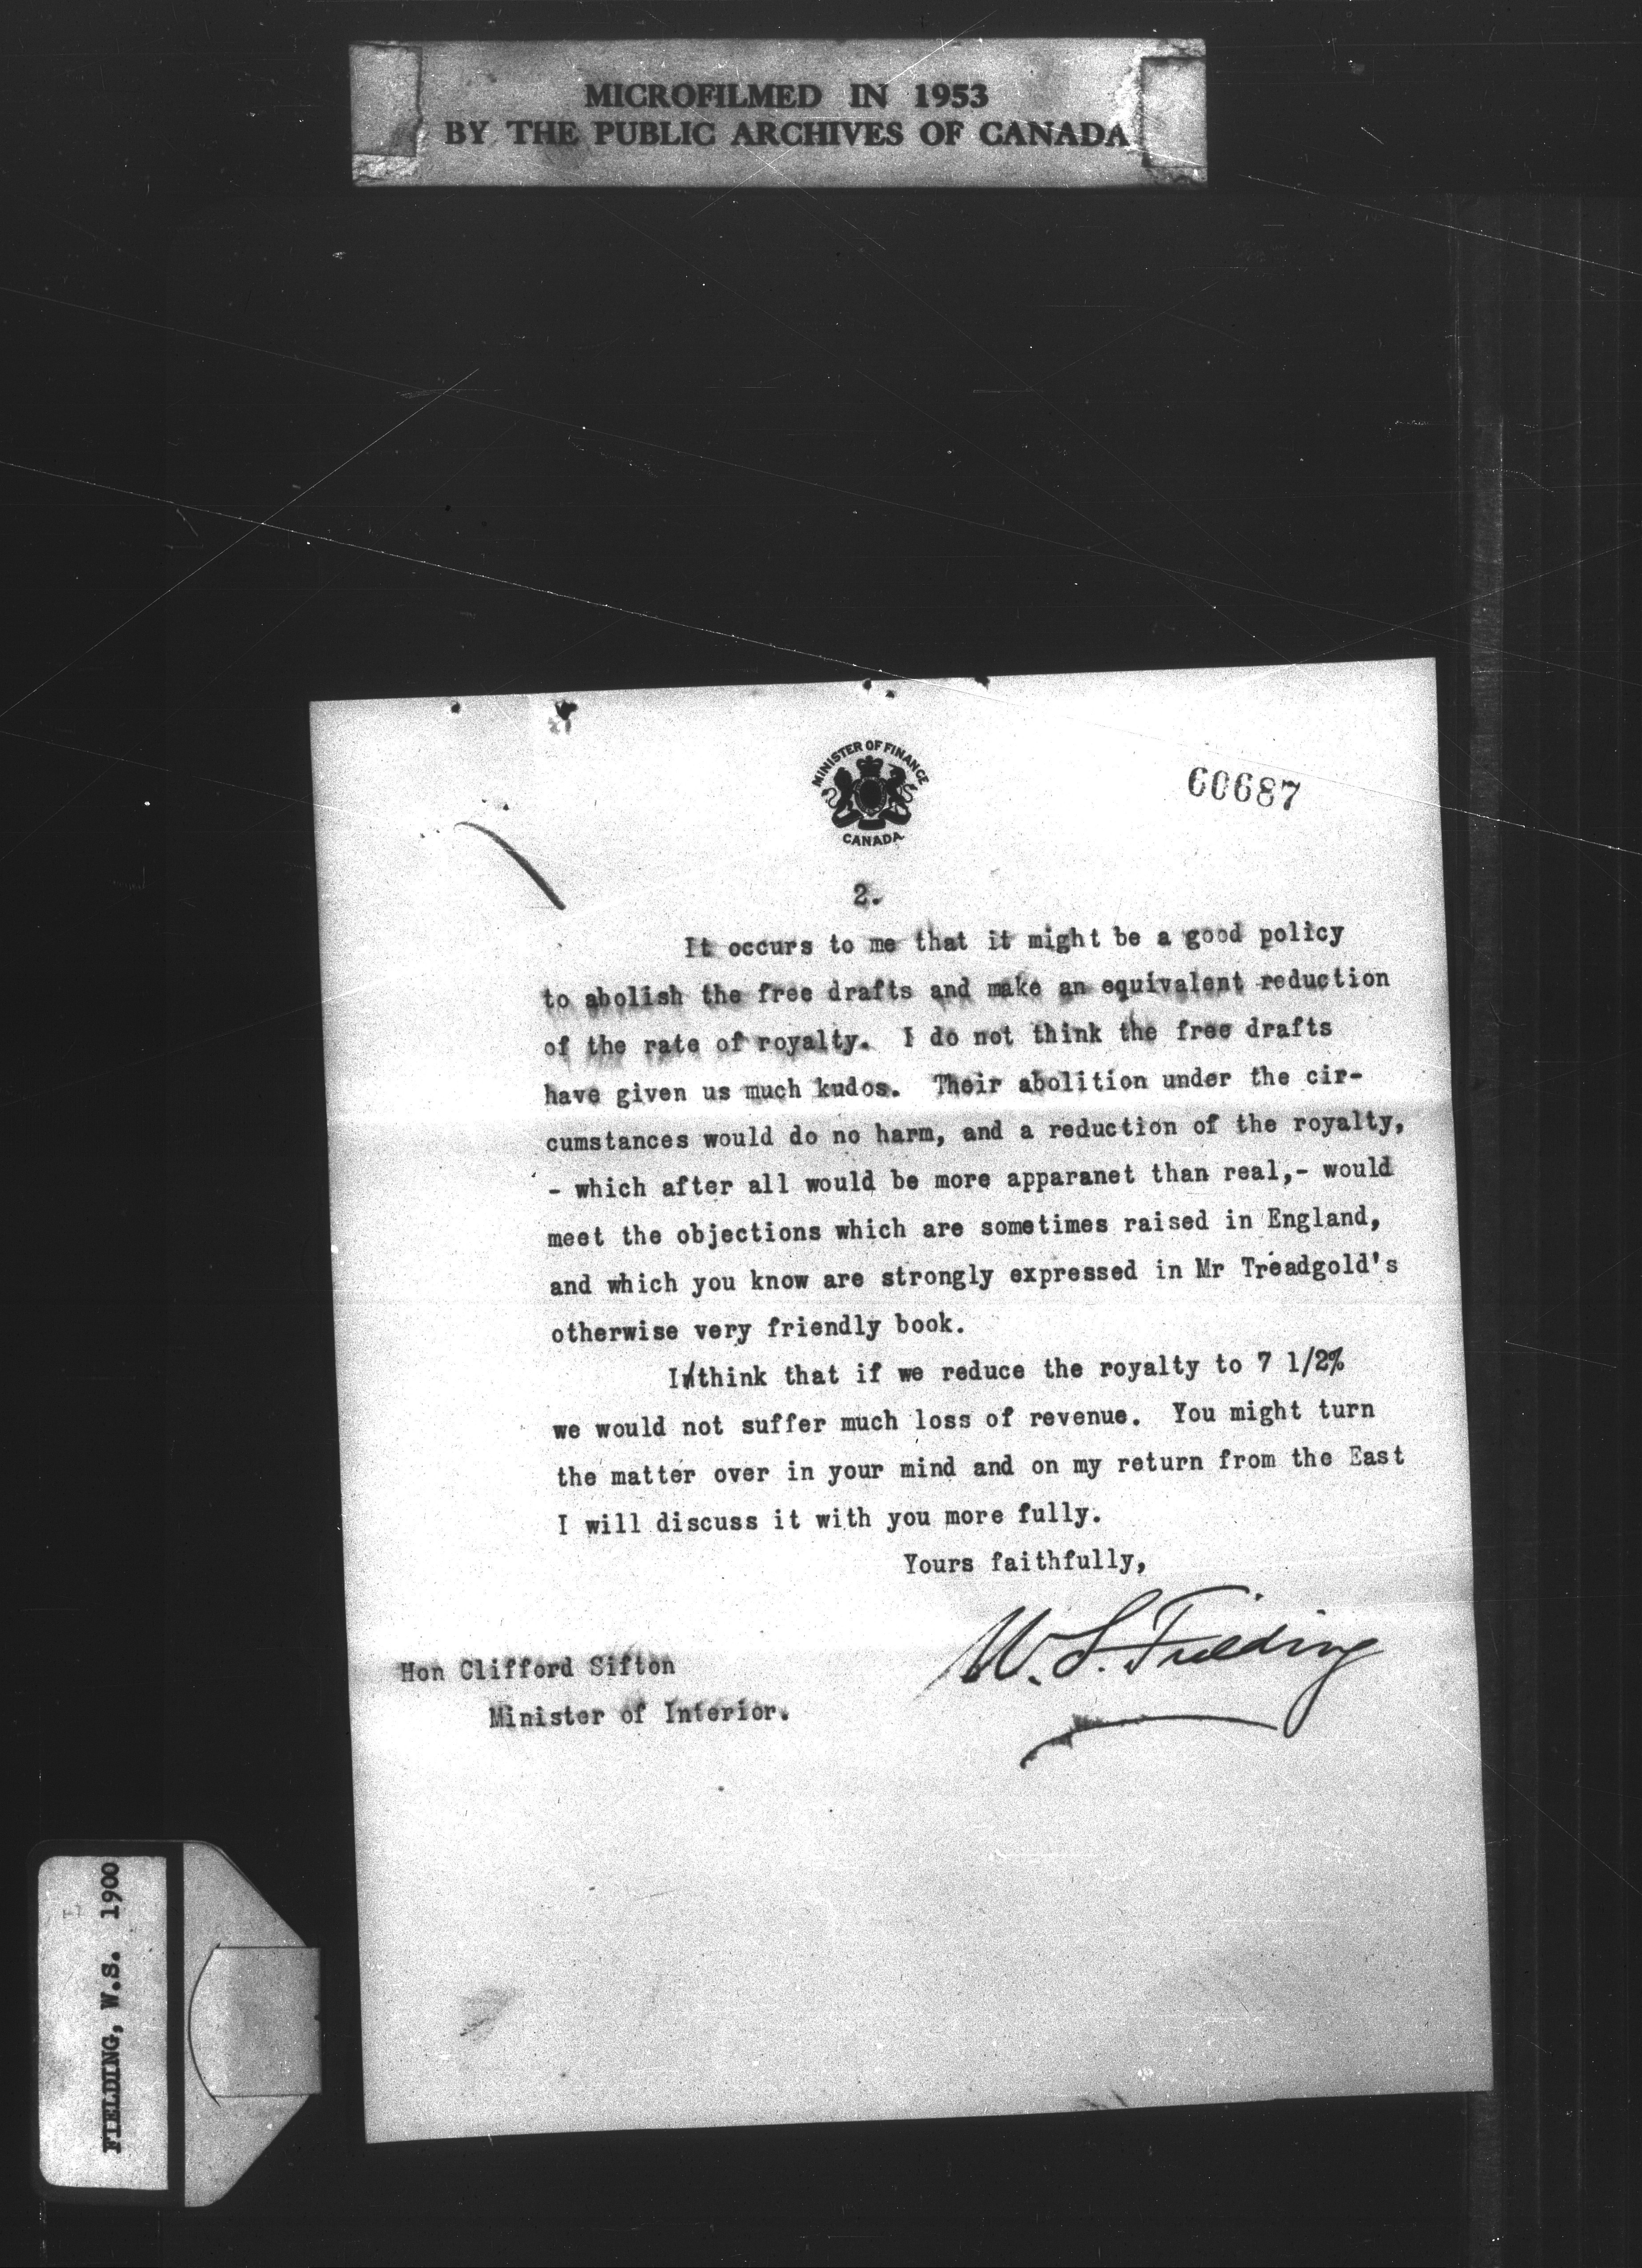 MICROFILMED IN 1953
BY THE PUBLIC ARCHIVES OF CANADA
MINISTER OF FINANCE
CANADA
60687
2.
It occurs to me that it might be a good policy
to abolish the free drafts and make an equivalent reduction
of the rate of royalty. I do not think the free drafts
have given us much kudos. Their abolition under the cir-
cumstances would do no harm, and a reduction of the royalty,
- which after all would be more apparanet than real,- would
meet the objections which are sometimes raised in England,
and which you know are strongly expressed in Mr Treadgold's
otherwise very friendly book.
I/think that if we reduce the royalty to 7 1/2%
we would not suffer much loss of revenue. You might turn
the matter over in your mind and on my return from the East
I will discuss it with you more fully.
Yours faithfully,
W. S. Fielding
Hon Clifford Sifton
Minister of Interior.
FIELDING, W.S. 1900